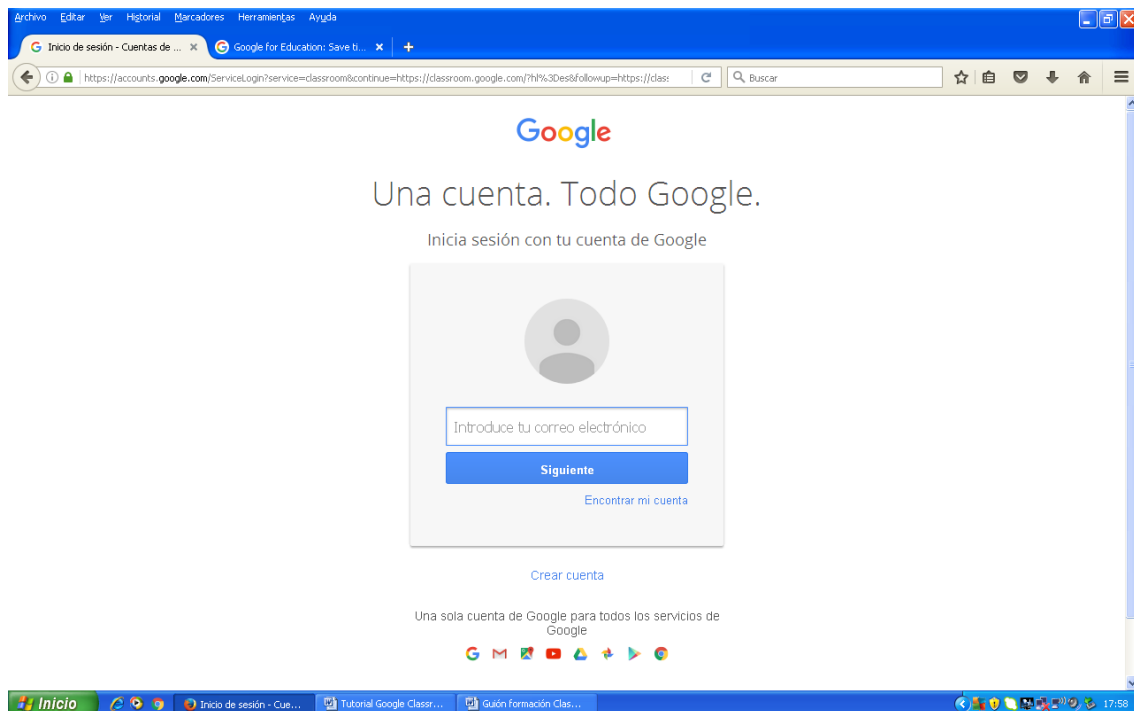 Archivo Editar Ver Historial Marcadores Herramientas Ayuda
Inicio de sesión - Cuentas de ... Google for Education: Save ti...
https://accounts.google.com/ServiceLogin?service=classroom&continue=https://classroom.google.com/?hl%3Des&followup=https://class Buscar
Google
Una cuenta. Todo Google.
Inicia sesión con tu cuenta de Google
Introduce tu correo electrónico
Siguiente
Encontrar mi cuenta
Crear cuenta
Una sola cuenta de Google para todos los servicios de
Google
Inicio Inicio de sesión - Cue... Tutorial Google Classr... Guión formación Clas... 17:58